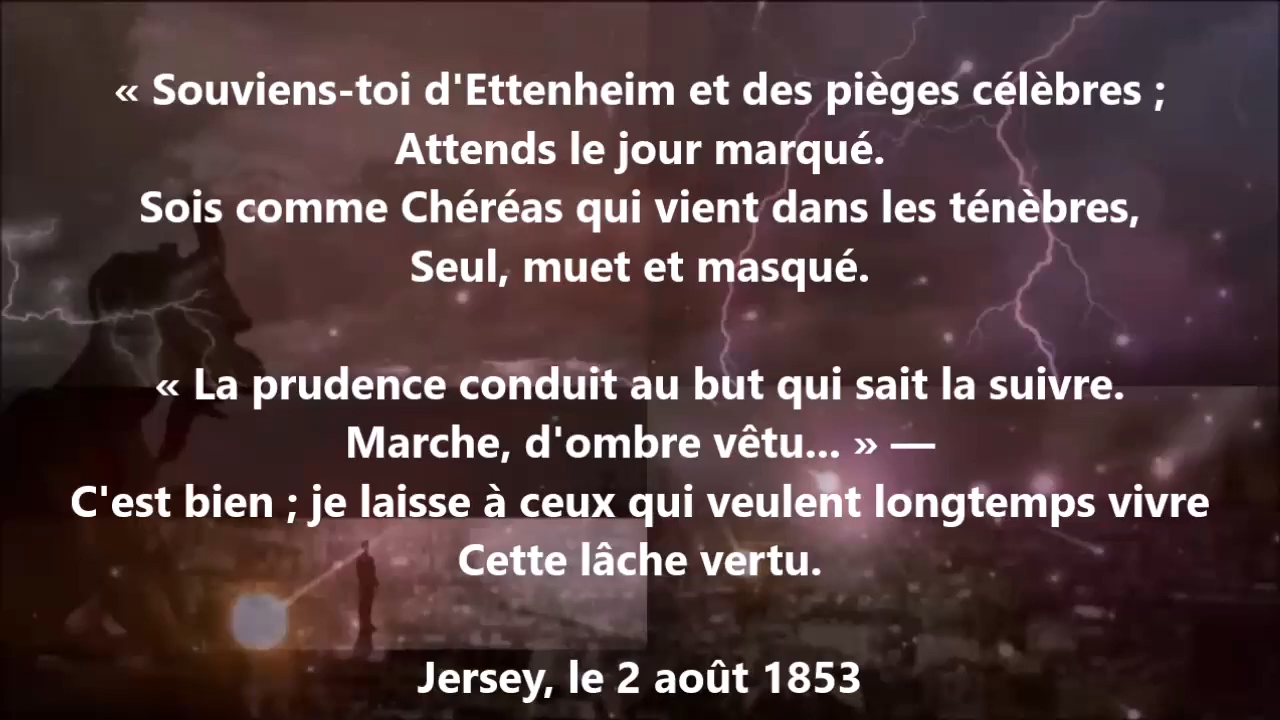 « Souviens-toi d'Ettenheim et des pièges célèbres ;
Attends le jour marqué.
Sois comme Chéréas qui vient dans les ténèbres,
Seul, muet et masqué.
« La prudence conduit au but qui sait la suivre.
Marche, d'ombre vêtu... » —
C'est bien ; je laisse à ceux qui veulent longtemps vivre
Cette lâche vertu.
Jersey, le 2 août 1853